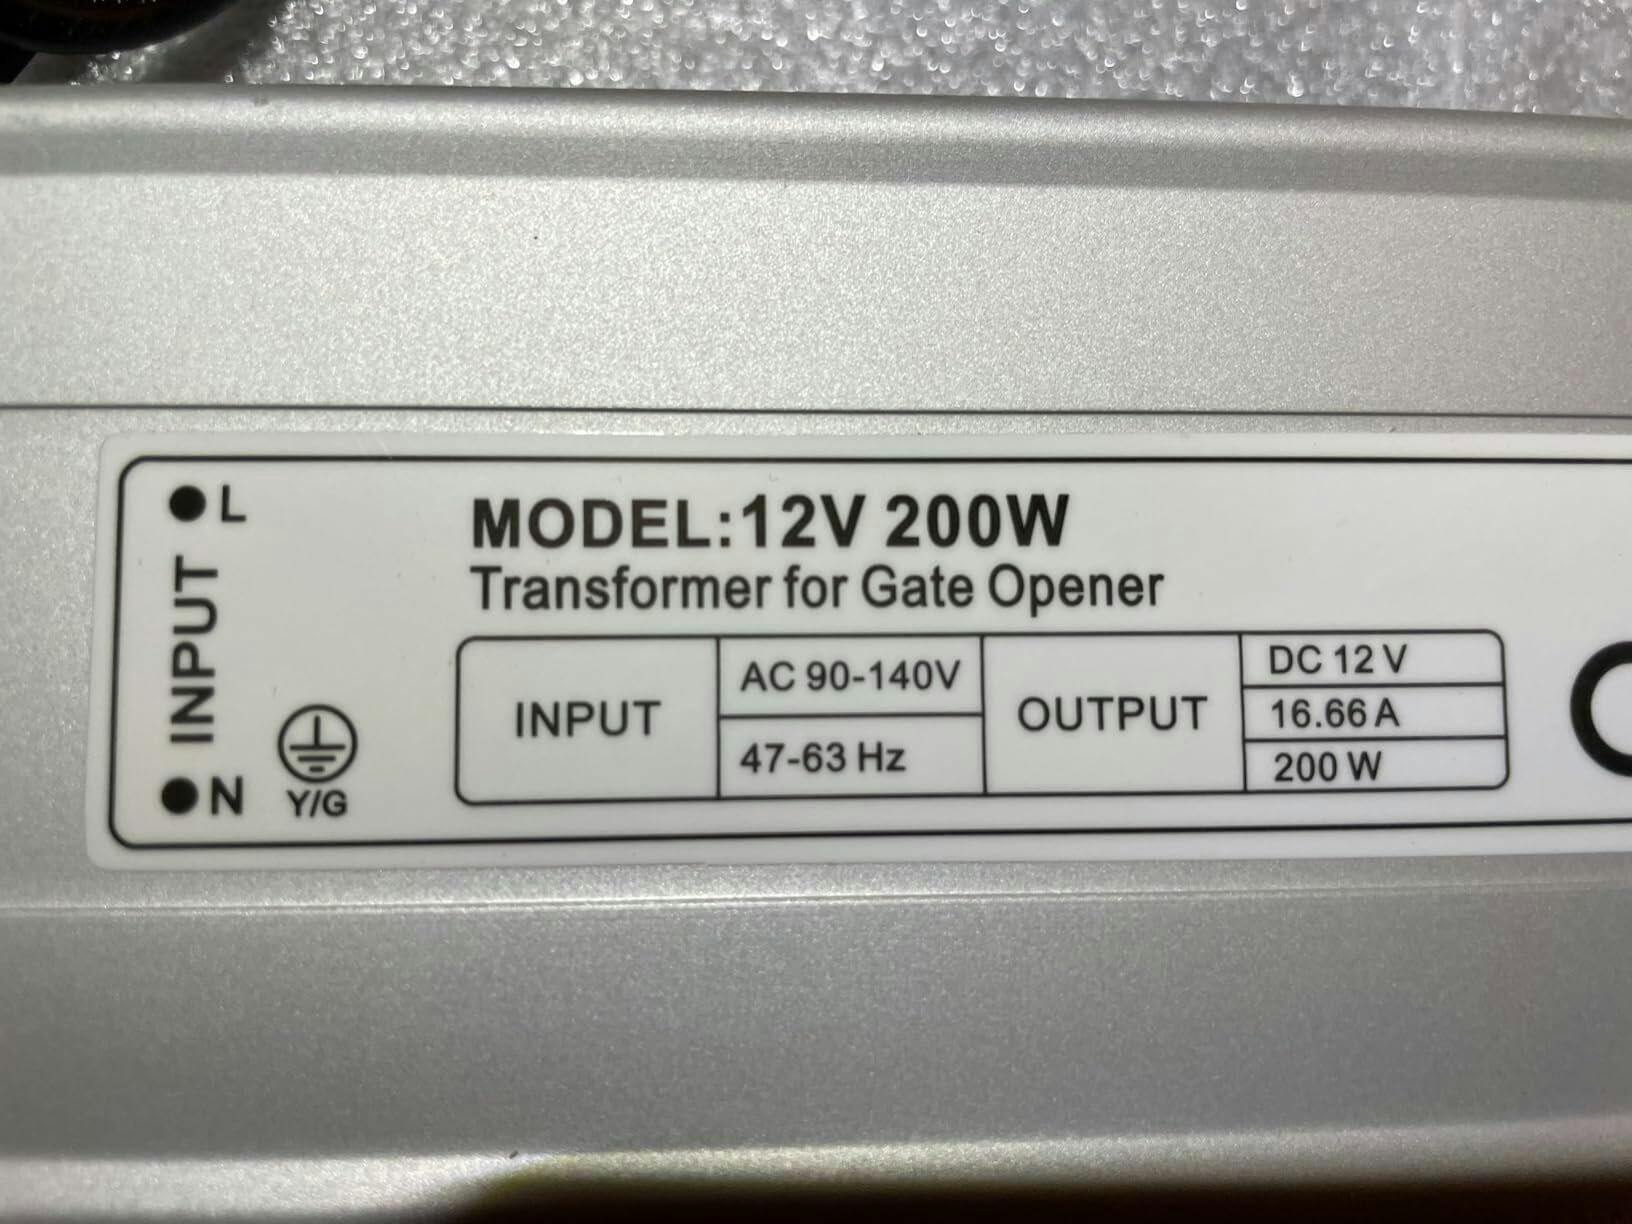 L
INPUT
N
Y/G
MODEL:12V 200W
Transformer for Gate Opener
INPUT
AC 90-140V
47-63 Hz
OUTPUT
DC 12 V
16.66 A
200 W